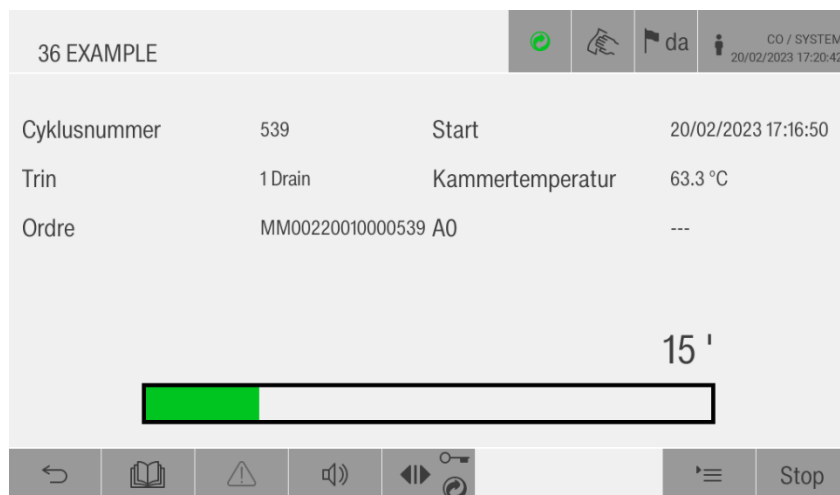 36 EXAMPLE
da
CO / SYSTEM
20/02/2023 17:20:42
Cyklusnummer 539 Start 20/02/2023 17:16:50
Trin 1 Drain Kammertemperatur 63.3 °C
Ordre MM00220010000539 A0 ---
15 '
Stop